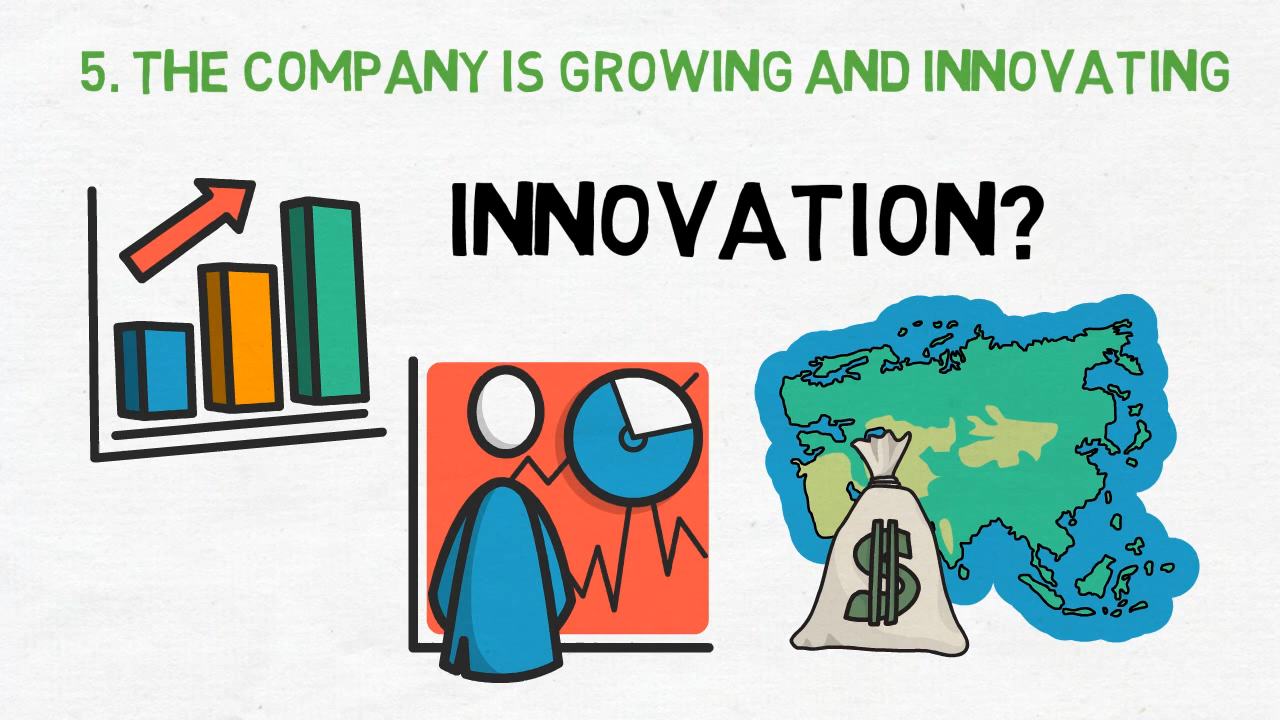 5. THE COMPANY IS GROWING AND INNOVATING
INNOVATION?
$